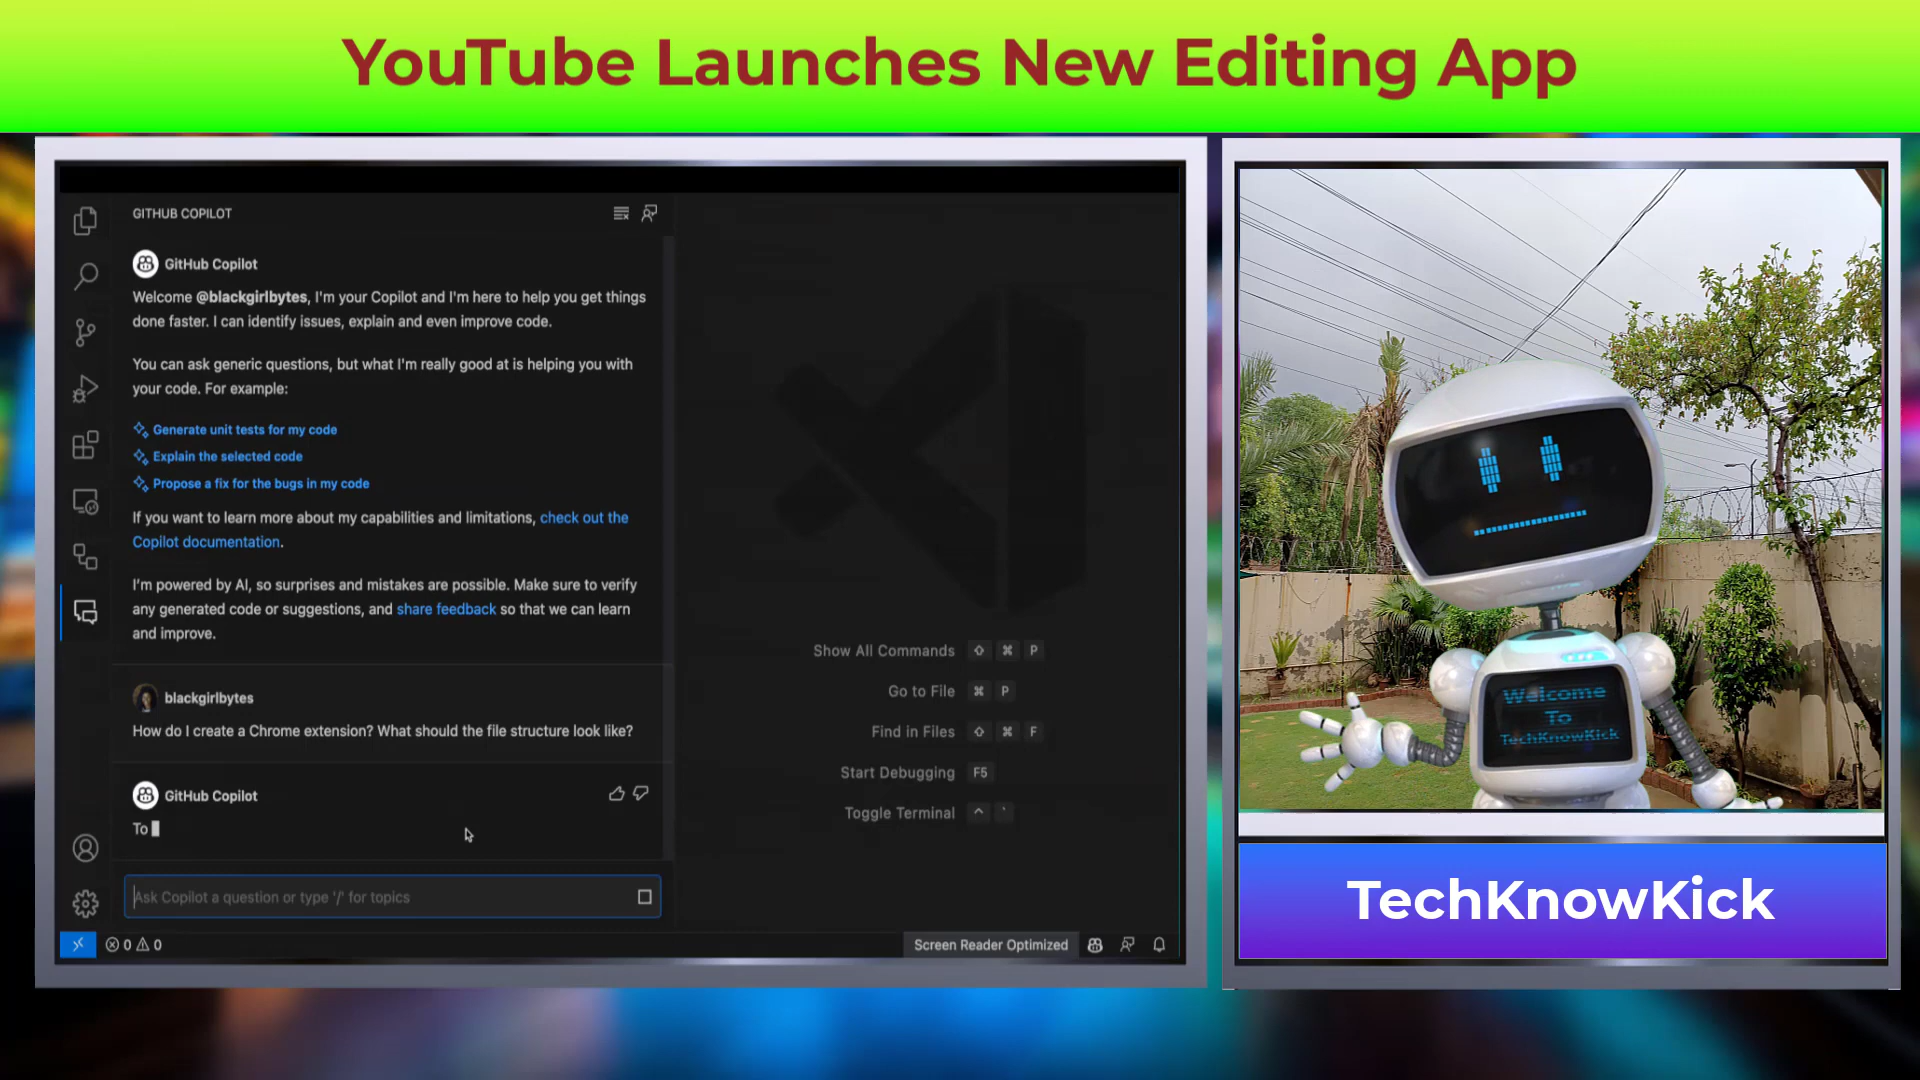 YouTube Launches New Editing App
GITHUB COPILOT
GitHub Copilot
Welcome @blackgirlbytes, I'm your Copilot and I'm here to help you get things
done faster. I can identify issues, explain and even improve code.
You can ask generic questions, but what I'm really good at is helping you with
your code. For example:
Generate unit tests for my code
Explain the selected code
Propose a fix for the bugs in my code
If you want to learn more about my capabilities and limitations, check out the
Copilot documentation.
I'm powered by AI, so surprises and mistakes are possible. Make sure to verify
any generated code or suggestions, and share feedback so that we can learn
and improve.
blackgirlbytes
How do I create a Chrome extension? What should the file structure look like?
GitHub Copilot
To
Ask Copilot a question or type '/' for topics
0 0
Show All Commands ⇧ ⌘ P
Go to File ⌘ P
Find in Files ⇧ ⌘ F
Start Debugging F5
Toggle Terminal ^ `
Screen Reader Optimized
Welcome
To
TechKnowKick
TechKnowKick